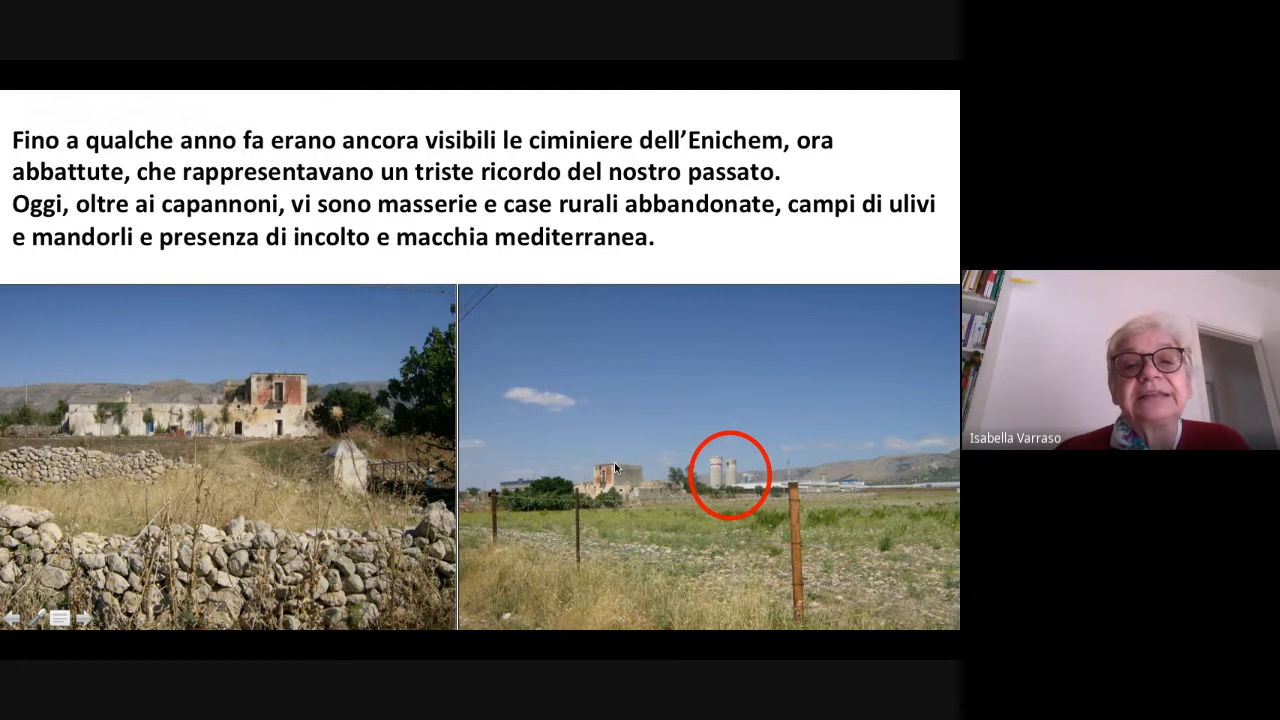 Fino a qualche anno fa erano ancora visibili le ciminiere dell’Enichem, ora
abbattute, che rappresentavano un triste ricordo del nostro passato.
Oggi, oltre ai capannoni, vi sono masserie e case rurali abbandonate, campi di ulivi
e mandorli e presenza di incolto e macchia mediterranea.
Isabella Varraso